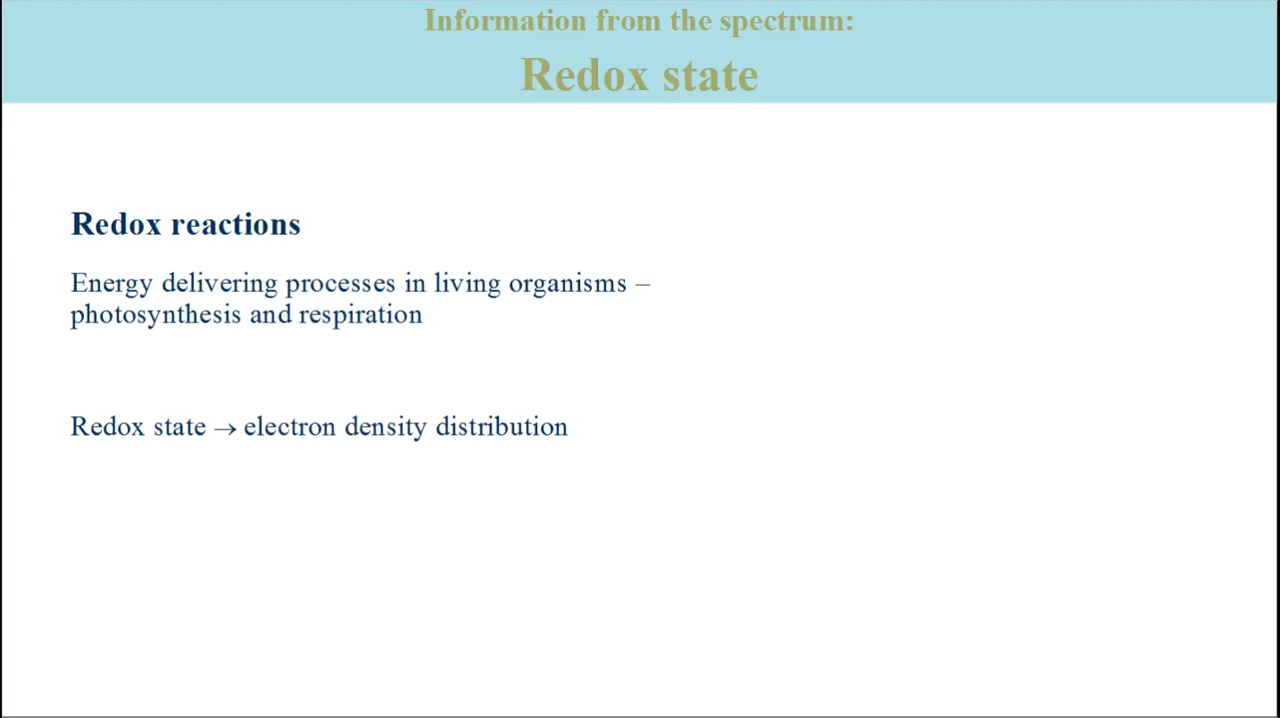 Information from the spectrum:
Redox state
Redox reactions
Energy delivering processes in living organisms –
photosynthesis and respiration
Redox state → electron density distribution